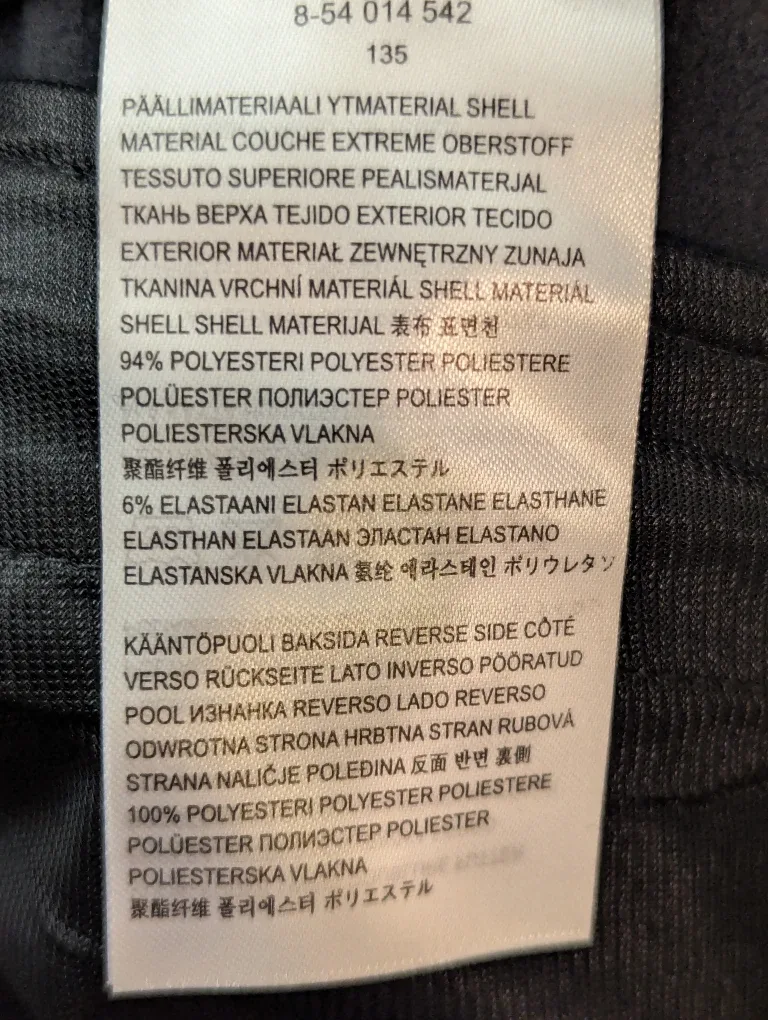 8-54 014 542
135
PÄÄLLIMATERIAALI YTMATERIAL SHELL
MATERIAL COUCHE EXTREME OBERSTOFF
TESSUTO SUPERIORE PEALISMATERJAL
ТКАНЬ ВЕРХА TEJIDO EXTERIOR TECIDO
EXTERIOR MATERIAŁ ZEWNĘTRZNY ZUNAJA
TKANINA VRCHNÍ MATERIÁL SHELL MATERIÁL
SHELL SHELL MATERIJAL 表布 표면천
94% POLYESTERI POLYESTER POLIESTERE
POLÜESTER ПОЛИЭСТЕР POLIESTER
POLIESTERSKA VLAKNA
聚酯纤维 폴리에스터 ポリエステル
6% ELASTAANI ELASTAN ELASTANE ELASTHANE
ELASTHAN ELASTAAN ЭЛАСТАН ELASTANO
ELASTANSKA VLAKNA 氨纶 에라스테인 ポリウレタン
KÄÄNTÖPUOLI BAKSIDA REVERSE SIDE CÔTÉ
VERSO RÜCKSEITE LATO INVERSO PÖÖRATUD
POOL ИЗНАНКА REVERSO LADO REVERSO
ODWROTNA STRONA HRBTNA STRAN RUBOVÁ
STRANA NALIČJE POLEĐINA 反面 반면 裏側
100% POLYESTERI POLYESTER POLIESTERE
POLÜESTER ПОЛИЭСТЕР POLIESTER
POLIESTERSKA VLAKNA
聚酯纤维 폴리에스터 ポリエステル